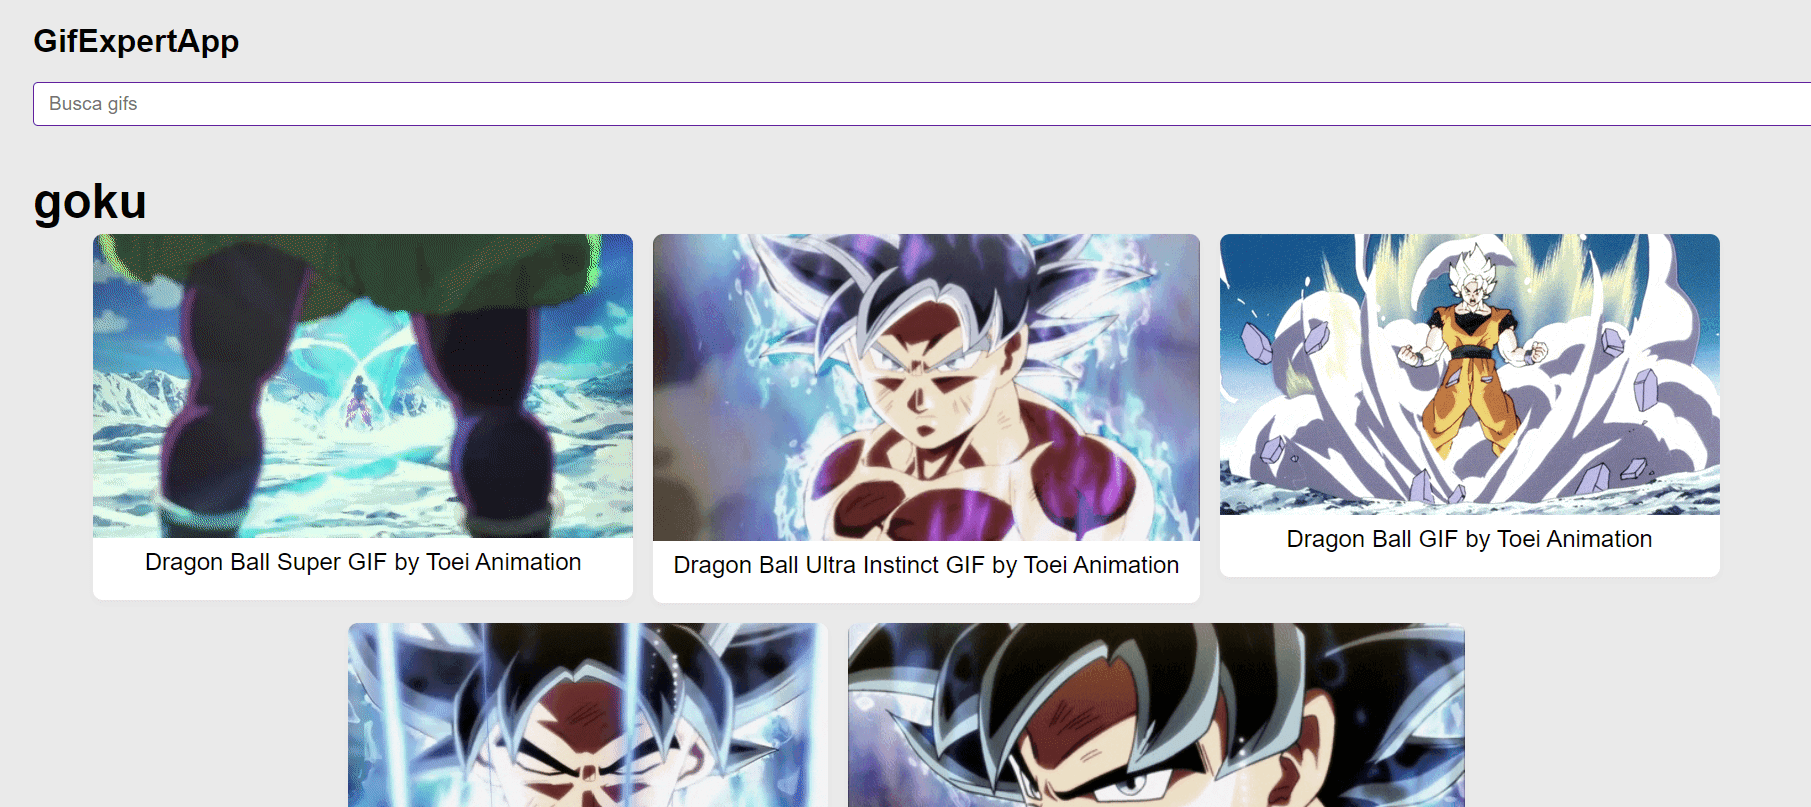 GifExpertApp
Busca gifs
goku
Dragon Ball Super GIF by Toei Animation
Dragon Ball Ultra Instinct GIF by Toei Animation
Dragon Ball GIF by Toei Animation